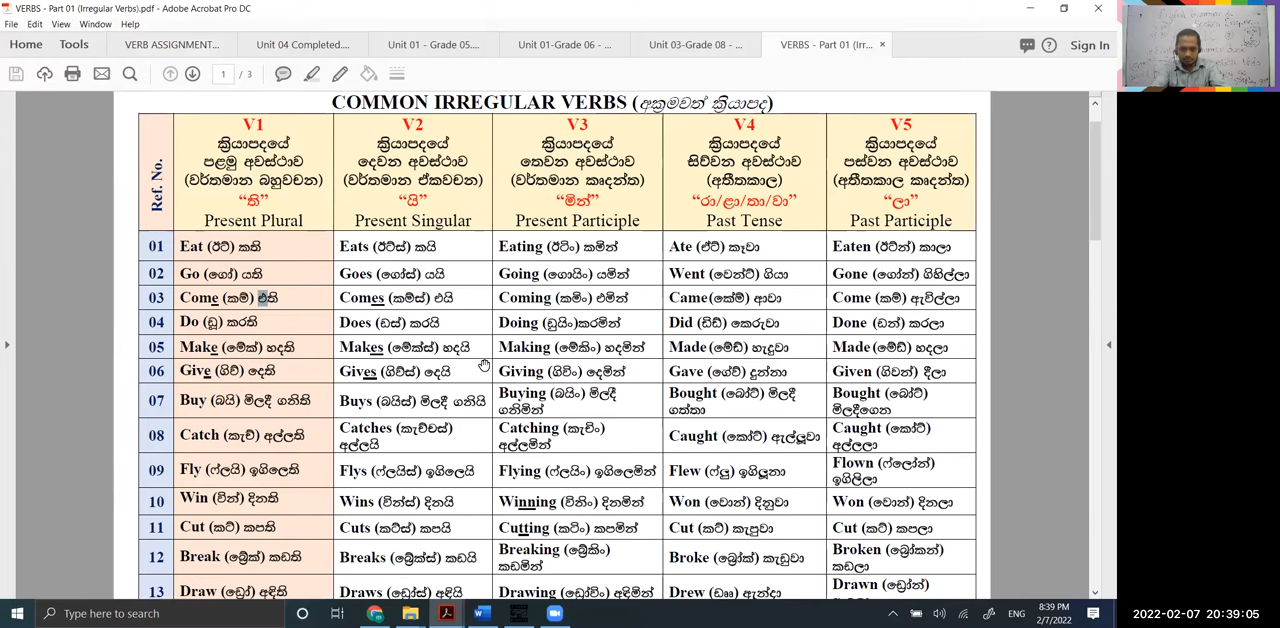 VERBS - Part 01 (Irregular Verbs).pdf - Adobe Acrobat Pro DC
File Edit View Window Help
Home Tools VERB ASSIGNMENT... Unit 04 Completed.... Unit 01 - Grade 05.... Unit 01-Grade 06 - ... Unit 03-Grade 08 - ... VERBS - Part 01 (Irr... × Sign In
1 / 3
COMMON IRREGULAR VERBS (අක්‍රමවත් ක්‍රියාපද)
Ref. No.
V1 V2 V3 V4 V5
ක්‍රියාපදයේ ක්‍රියාපදයේ ක්‍රියාපදයේ ක්‍රියාපදයේ ක්‍රියාපදයේ
පළමු අවස්ථාව දෙවන අවස්ථාව තෙවන අවස්ථාව සිව්වන අවස්ථාව පස්වන අවස්ථාව
(වර්තමාන බහුවචන) (වර්තමාන ඒකවචන) (වර්තමාන කෘදන්ත) (අතීතකාල) (අතීතකාල කෘදන්ත)
“ති” “යි” “මින්” “රා/ළා/තා/වා” “ලා”
Present Plural Present Singular Present Participle Past Tense Past Participle
01 Eat (ඊට්) කති Eats (ඊට්ස්) කයි Eating (ඊටිං) කමින් Ate (ඒට්) කෑවා Eaten (ඊට්න්) කාලා
02 Go (ගෝ) යති Goes (ගෝස්) යයි Going (ගොයිං) යමින් Went (වෙන්ට්) ගියා Gone (ගෝන්) ගිහිල්ලා
03 Come (කම්) එති Comes (කම්ස්) එයි Coming (කමිං) එමින් Came (කේම්) ආවා Come (කම්) ඇවිල්ලා
04 Do (ඩූ) කරති Does (ඩස්) කරයි Doing (ඩුයිං)කරමින් Did (ඩිඩ්) කෙරුවා Done (ඩන්) කරලා
05 Make (මේක්) හදති Makes (මේක්ස්) හදයි Making (මේකිං) හදමින් Made (මේඩ්) හැදුවා Made (මේඩ්) හදලා
06 Give (ගිව්) දෙති Gives (ගිව්ස්) දෙයි Giving (ගිවිං) දෙමින් Gave (ගේව්) දුන්නා Given (ගිවන්) දීලා
07 Buy (බයි) මිලදී ගනිති Buys (බයිස්) මිලදී ගනියි Buying (බයිං) මිලදී ගනිමින් Bought (බෝට්) මිලදී ගත්තා Bought (බෝට්) මිලදීගෙන
08 Catch (කැච්) අල්ලති Catches (කැච්චස්) අල්ලයි Catching (කැචිං) අල්ලමින් Caught (කෝට්) ඇල්ලූවා Caught (කෝට්) අල්ලලා
09 Fly (ෆ්ලයි) ඉගිලෙති Flys (ෆ්ලයිස්) ඉගිලෙයි Flying (ෆ්ලයිං) ඉගිලෙමින් Flew (ෆ්ලු) ඉගිලූනා Flown (ෆ්ලෝන්) ඉගිලිලා
10 Win (වින්) දිනති Wins (වින්ස්) දිනයි Winning (විනිං) දිනමින් Won (වොන්) දිනුවා Won (වොන්) දිනලා
11 Cut (කට්) කපති Cuts (කට්ස්) කපයි Cutting (කටිං) කපමින් Cut (කට්) කැපුවා Cut (කට්) කපලා
12 Break (බ්‍රේක්) කඩති Breaks (බ්‍රේක්ස්) කඩයි Breaking (බ්‍රේකිං) කඩමින් Broke (බ්‍රෝක්) කැඩුවා Broken (බ්‍රෝකන්) කඩලා
13 Draw (ඩ්‍රෝ) අඳිති Draws (ඩ්‍රෝස්) අඳියි Drawing (ඩ්‍රෝවිං) අඳිමින් Drew (ඩෲ) ඇන්දා Drawn (ඩ්‍රෝන්)
Type here to search
ENG 8:39 PM
2/7/2022
2022-02-07 20:39:05